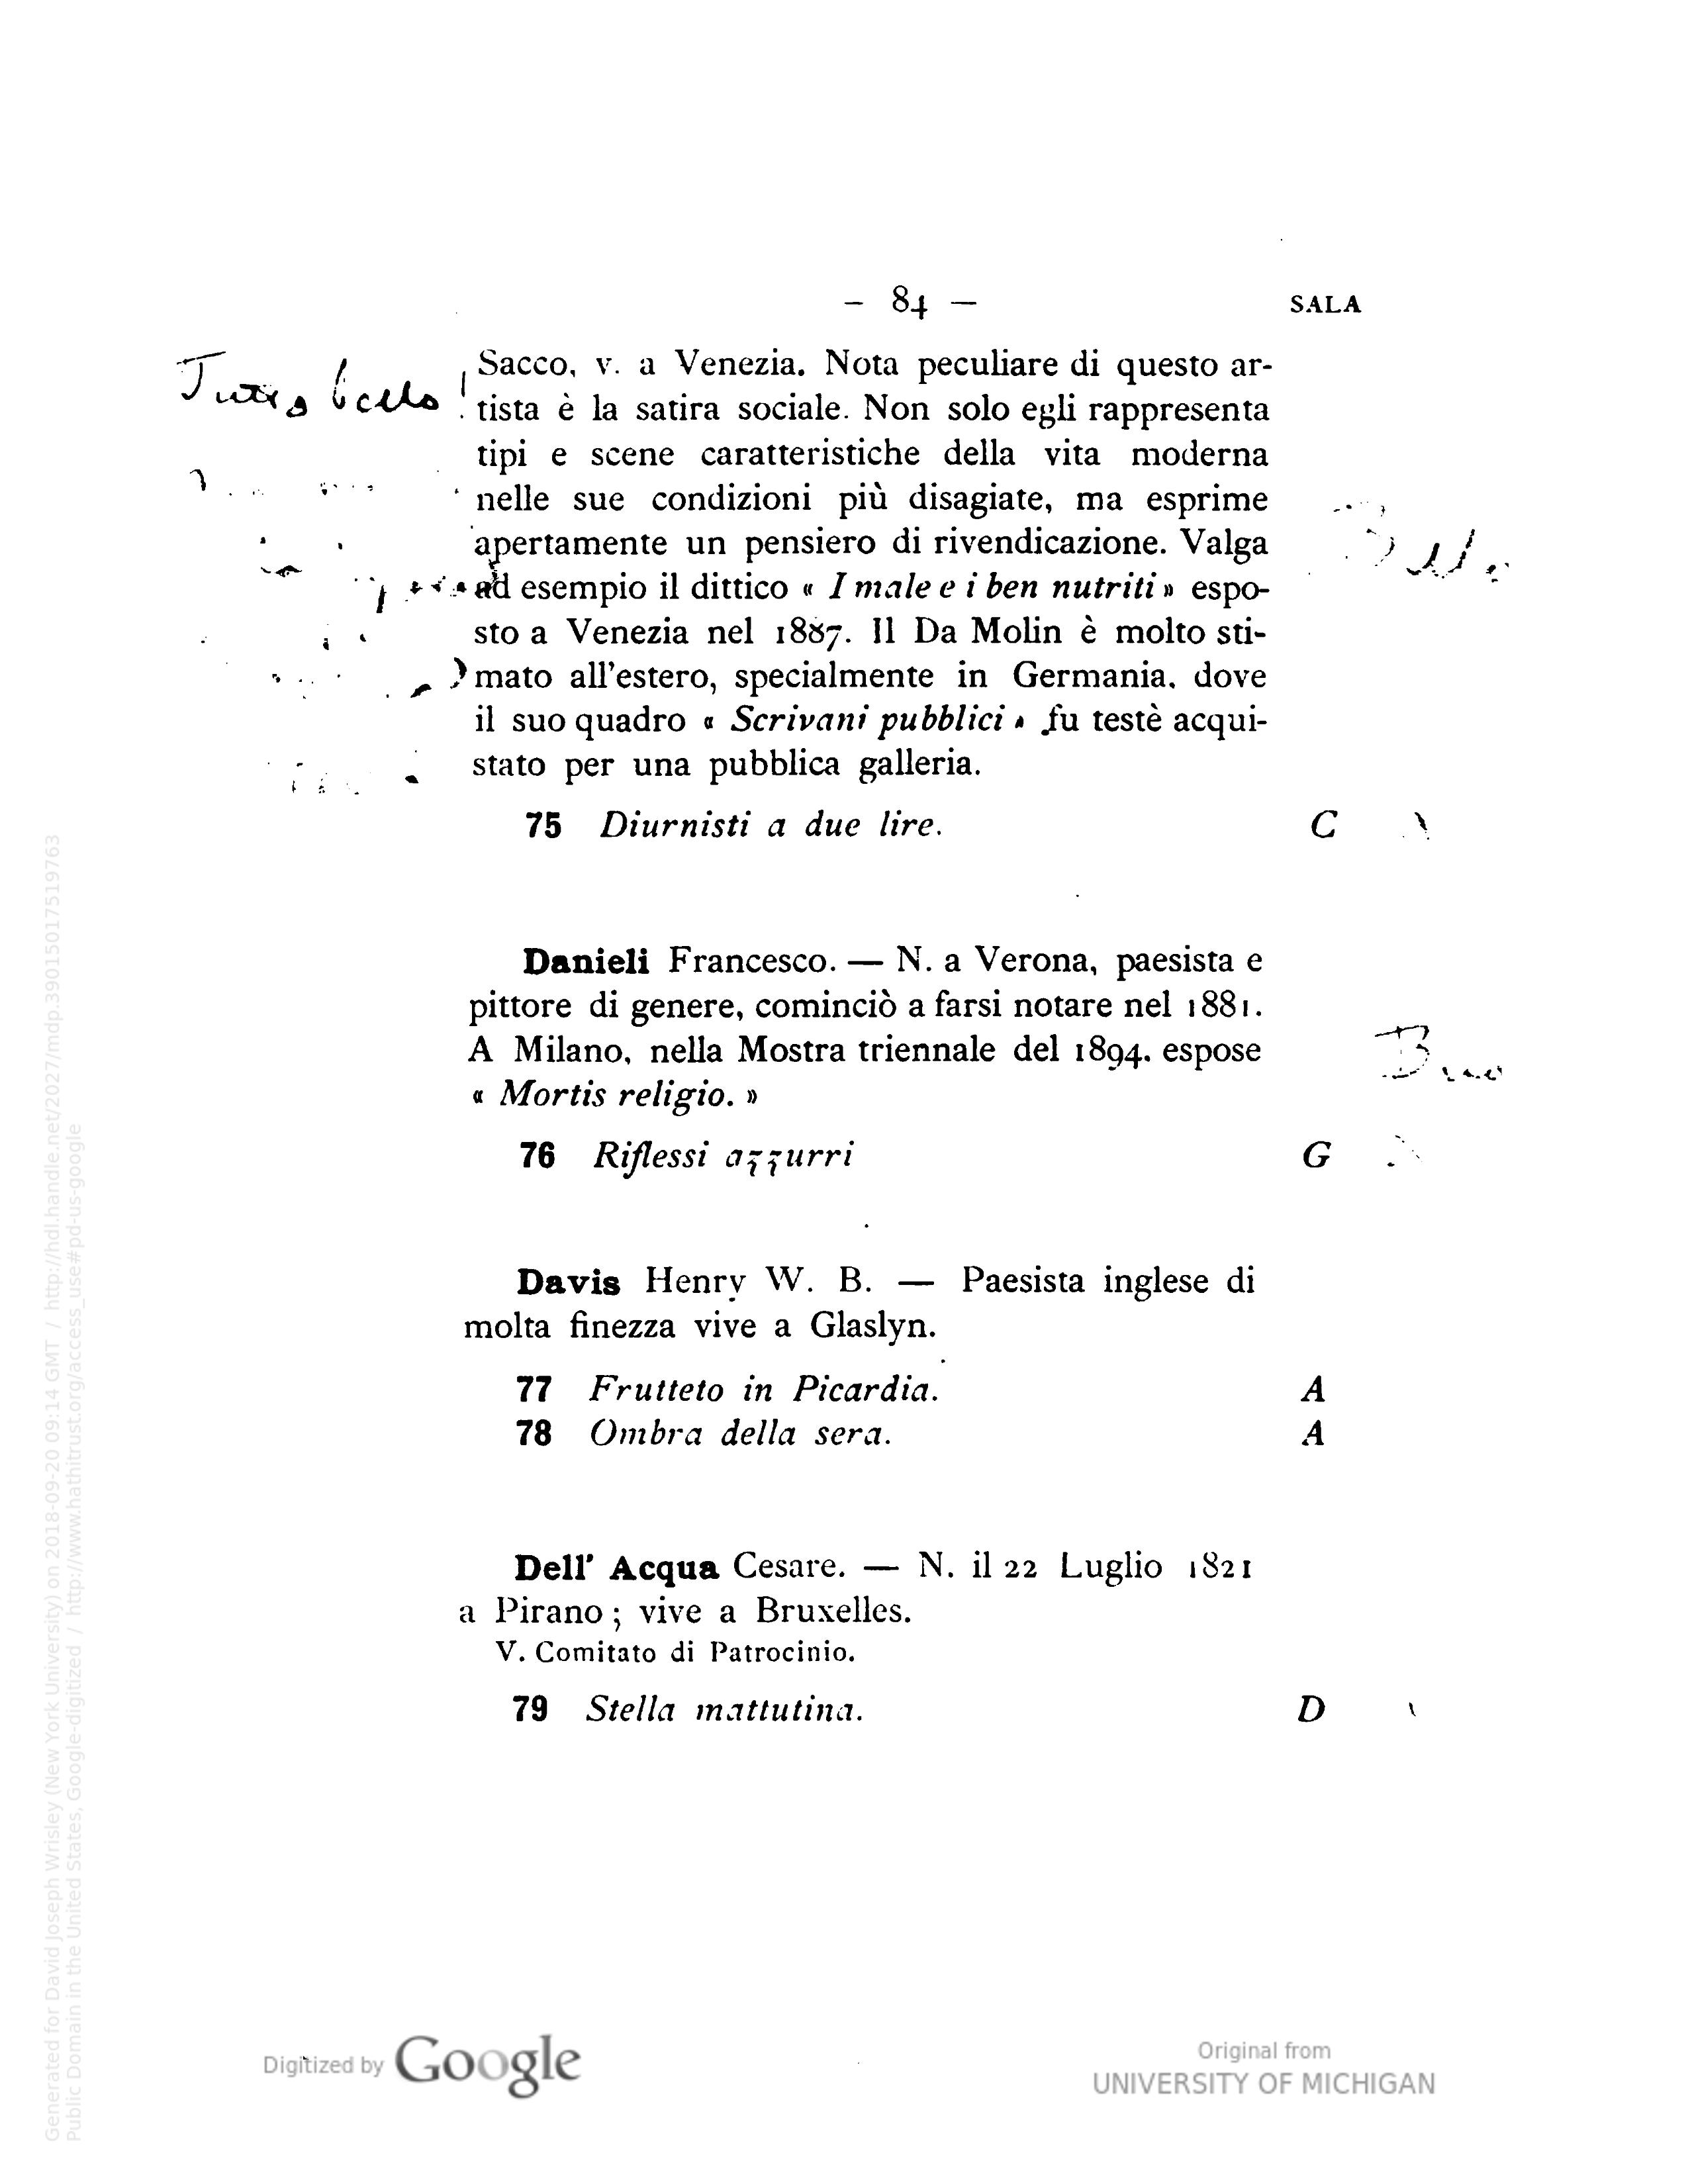 – 84 –
SALA
Sacco, v. a Venezia. Nota peculiare di questo ar-
tista è la satira sociale. Non solo egli rappresenta
tipi e scene caratteristiche della vita moderna
nelle sue condizioni più disagiate, ma esprime
apertamente un pensiero di rivendicazione. Valga
ad esempio il dittico « I male e i ben nutriti » espo-
sto a Venezia nel 1887. Il Da Molin è molto sti-
mato all'estero, specialmente in Germania, dove
il suo quadro « Scrivani pubblici » fu testè acqui-
stato per una pubblica galleria.
75 Diurnisti a due lire. C
Danieli Francesco. — N. a Verona, paesista e
pittore di genere, cominciò a farsi notare nel 1881.
A Milano, nella Mostra triennale del 1894. espose
« Mortis religio. »
76 Riflessi azzurri G
Davis Henry W. B. — Paesista inglese di
molta finezza vive a Glaslyn.
77 Frutteto in Picardia. A
78 Ombra della sera. A
Dell' Acqua Cesare. — N. il 22 Luglio 1821
a Pirano ; vive a Bruxelles.
V. Comitato di Patrocinio.
79 Stella mattutina. D
Generated for David Joseph Wrisley (New York University) on 2018-09-20 09:14 GMT / http://hdl.handle.net/2027/mdp.39015017519763
Public Domain in the United States, Google-digitized / http://www.hathitrust.org/access_use#pd-us-google
Digitized by Google
Original from
UNIVERSITY OF MICHIGAN